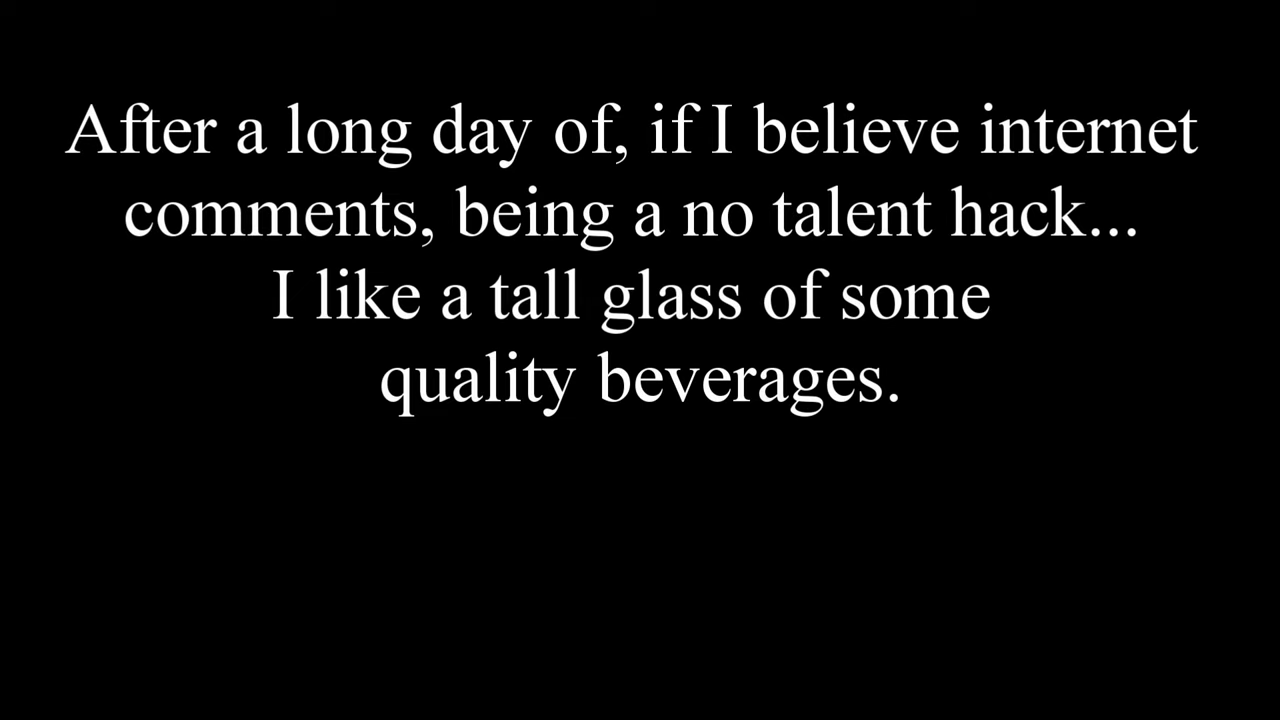 After a long day of, if I believe internet
comments, being a no talent hack...
I like a tall glass of some
quality beverages.